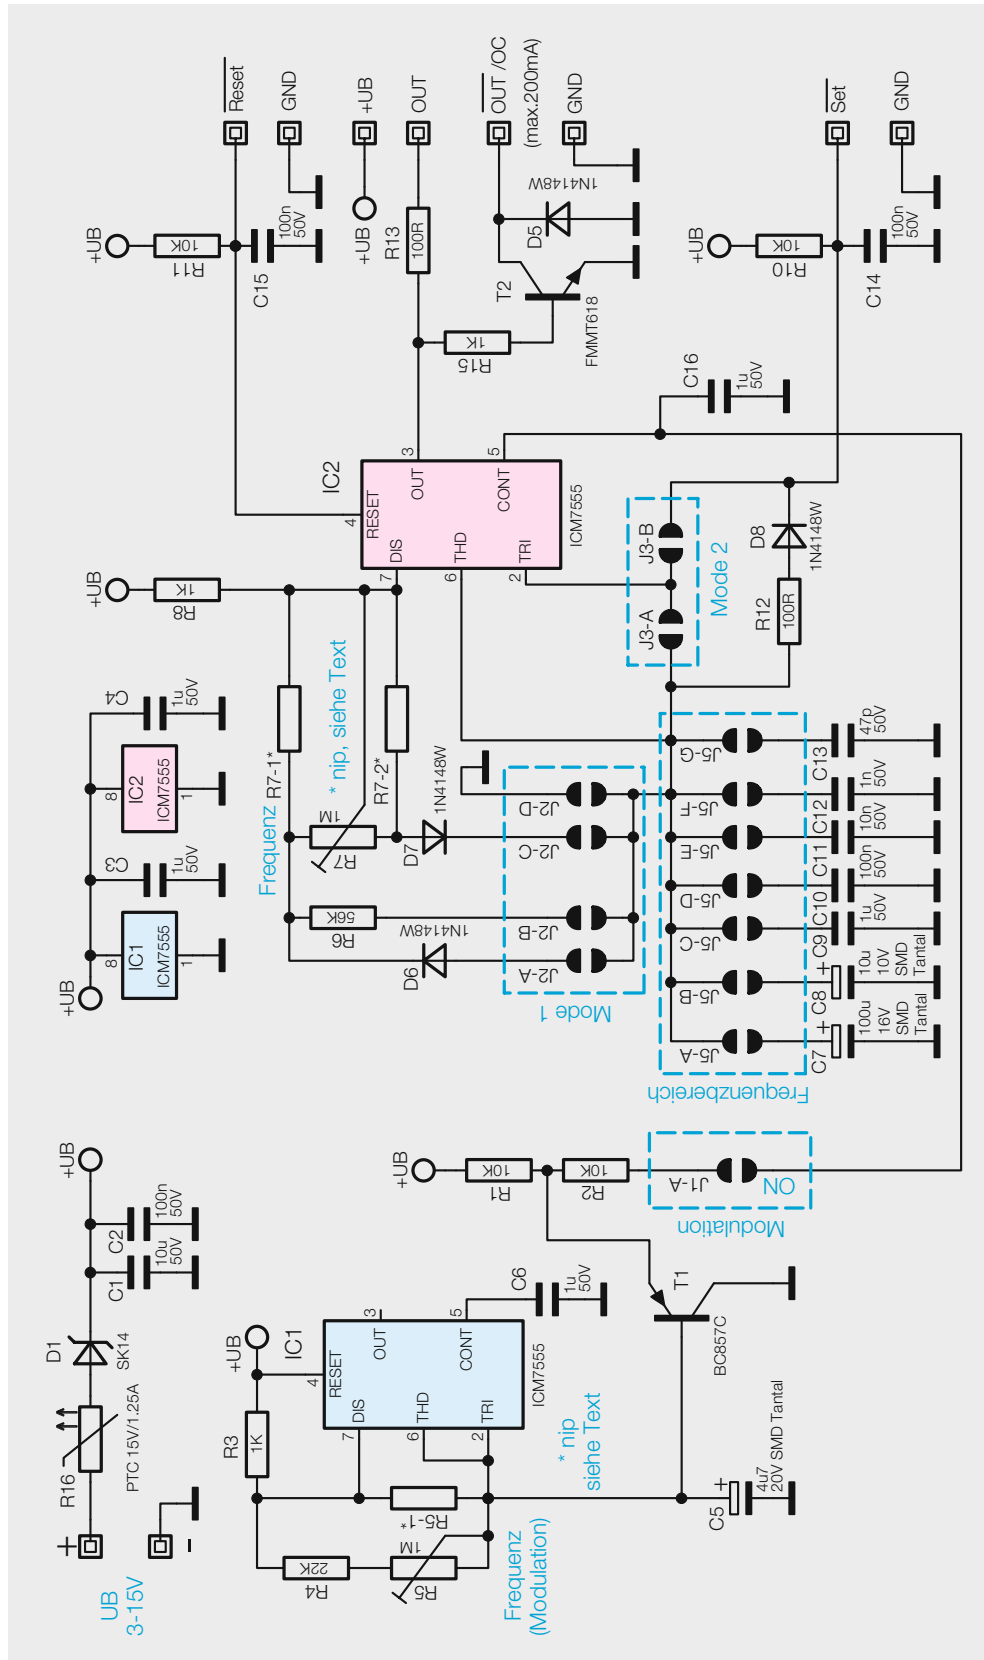 UB
3-15V
+
-
R16
PTC 15V/1.25A
D1
SK14
C1
10u
50V
C2
100n
50V
+UB
+UB
IC1
ICM7555
8
1
C3
1u
50V
IC2
ICM7555
8
1
C4
1u
50V
+UB
R8
1K
+UB
R11
10K
C15
100n
50V
Reset
GND
+UB
+UB
R13
100R
OUT
OUT /OC
(max.200mA)
GND
R15
1K
T2
FMMT618
D5
1N4148W
+UB
R10
10K
C14
100n
50V
Set
GND
IC2
ICM7555
4
RESET
3
OUT
7
DIS
6
THD
2
TRI
5
CONT
C16
1u
50V
Frequenz
R7-1*
R7
1M
R7-2*
* nip, siehe Text
R6
56K
D6
1N4148W
D7
1N4148W
J2-A
J2-B
J2-C
J2-D
Mode 1
J3-A
J3-B
Mode 2
R12
100R
D8
1N4148W
J5-A
J5-B
J5-C
J5-D
J5-E
J5-F
J5-G
Frequenzbereich
C7
+
100u
16V
SMD
Tantal
C8
+
10u
10V
SMD
Tantal
C9
1u
50V
C10
100n
50V
C11
10n
50V
C12
1n
50V
C13
47p
50V
+UB
R3
1K
IC1
ICM7555
4
RESET
3
OUT
7
DIS
6
THD
2
TRI
5
CONT
C6
1u
50V
R4
22K
R5
1M
R5-1*
* nip
siehe Text
Frequenz
(Modulation)
C5
+
4u7
20V SMD Tantal
T1
BC857C
+UB
R1
10K
R2
10K
J1-A
ON
Modulation